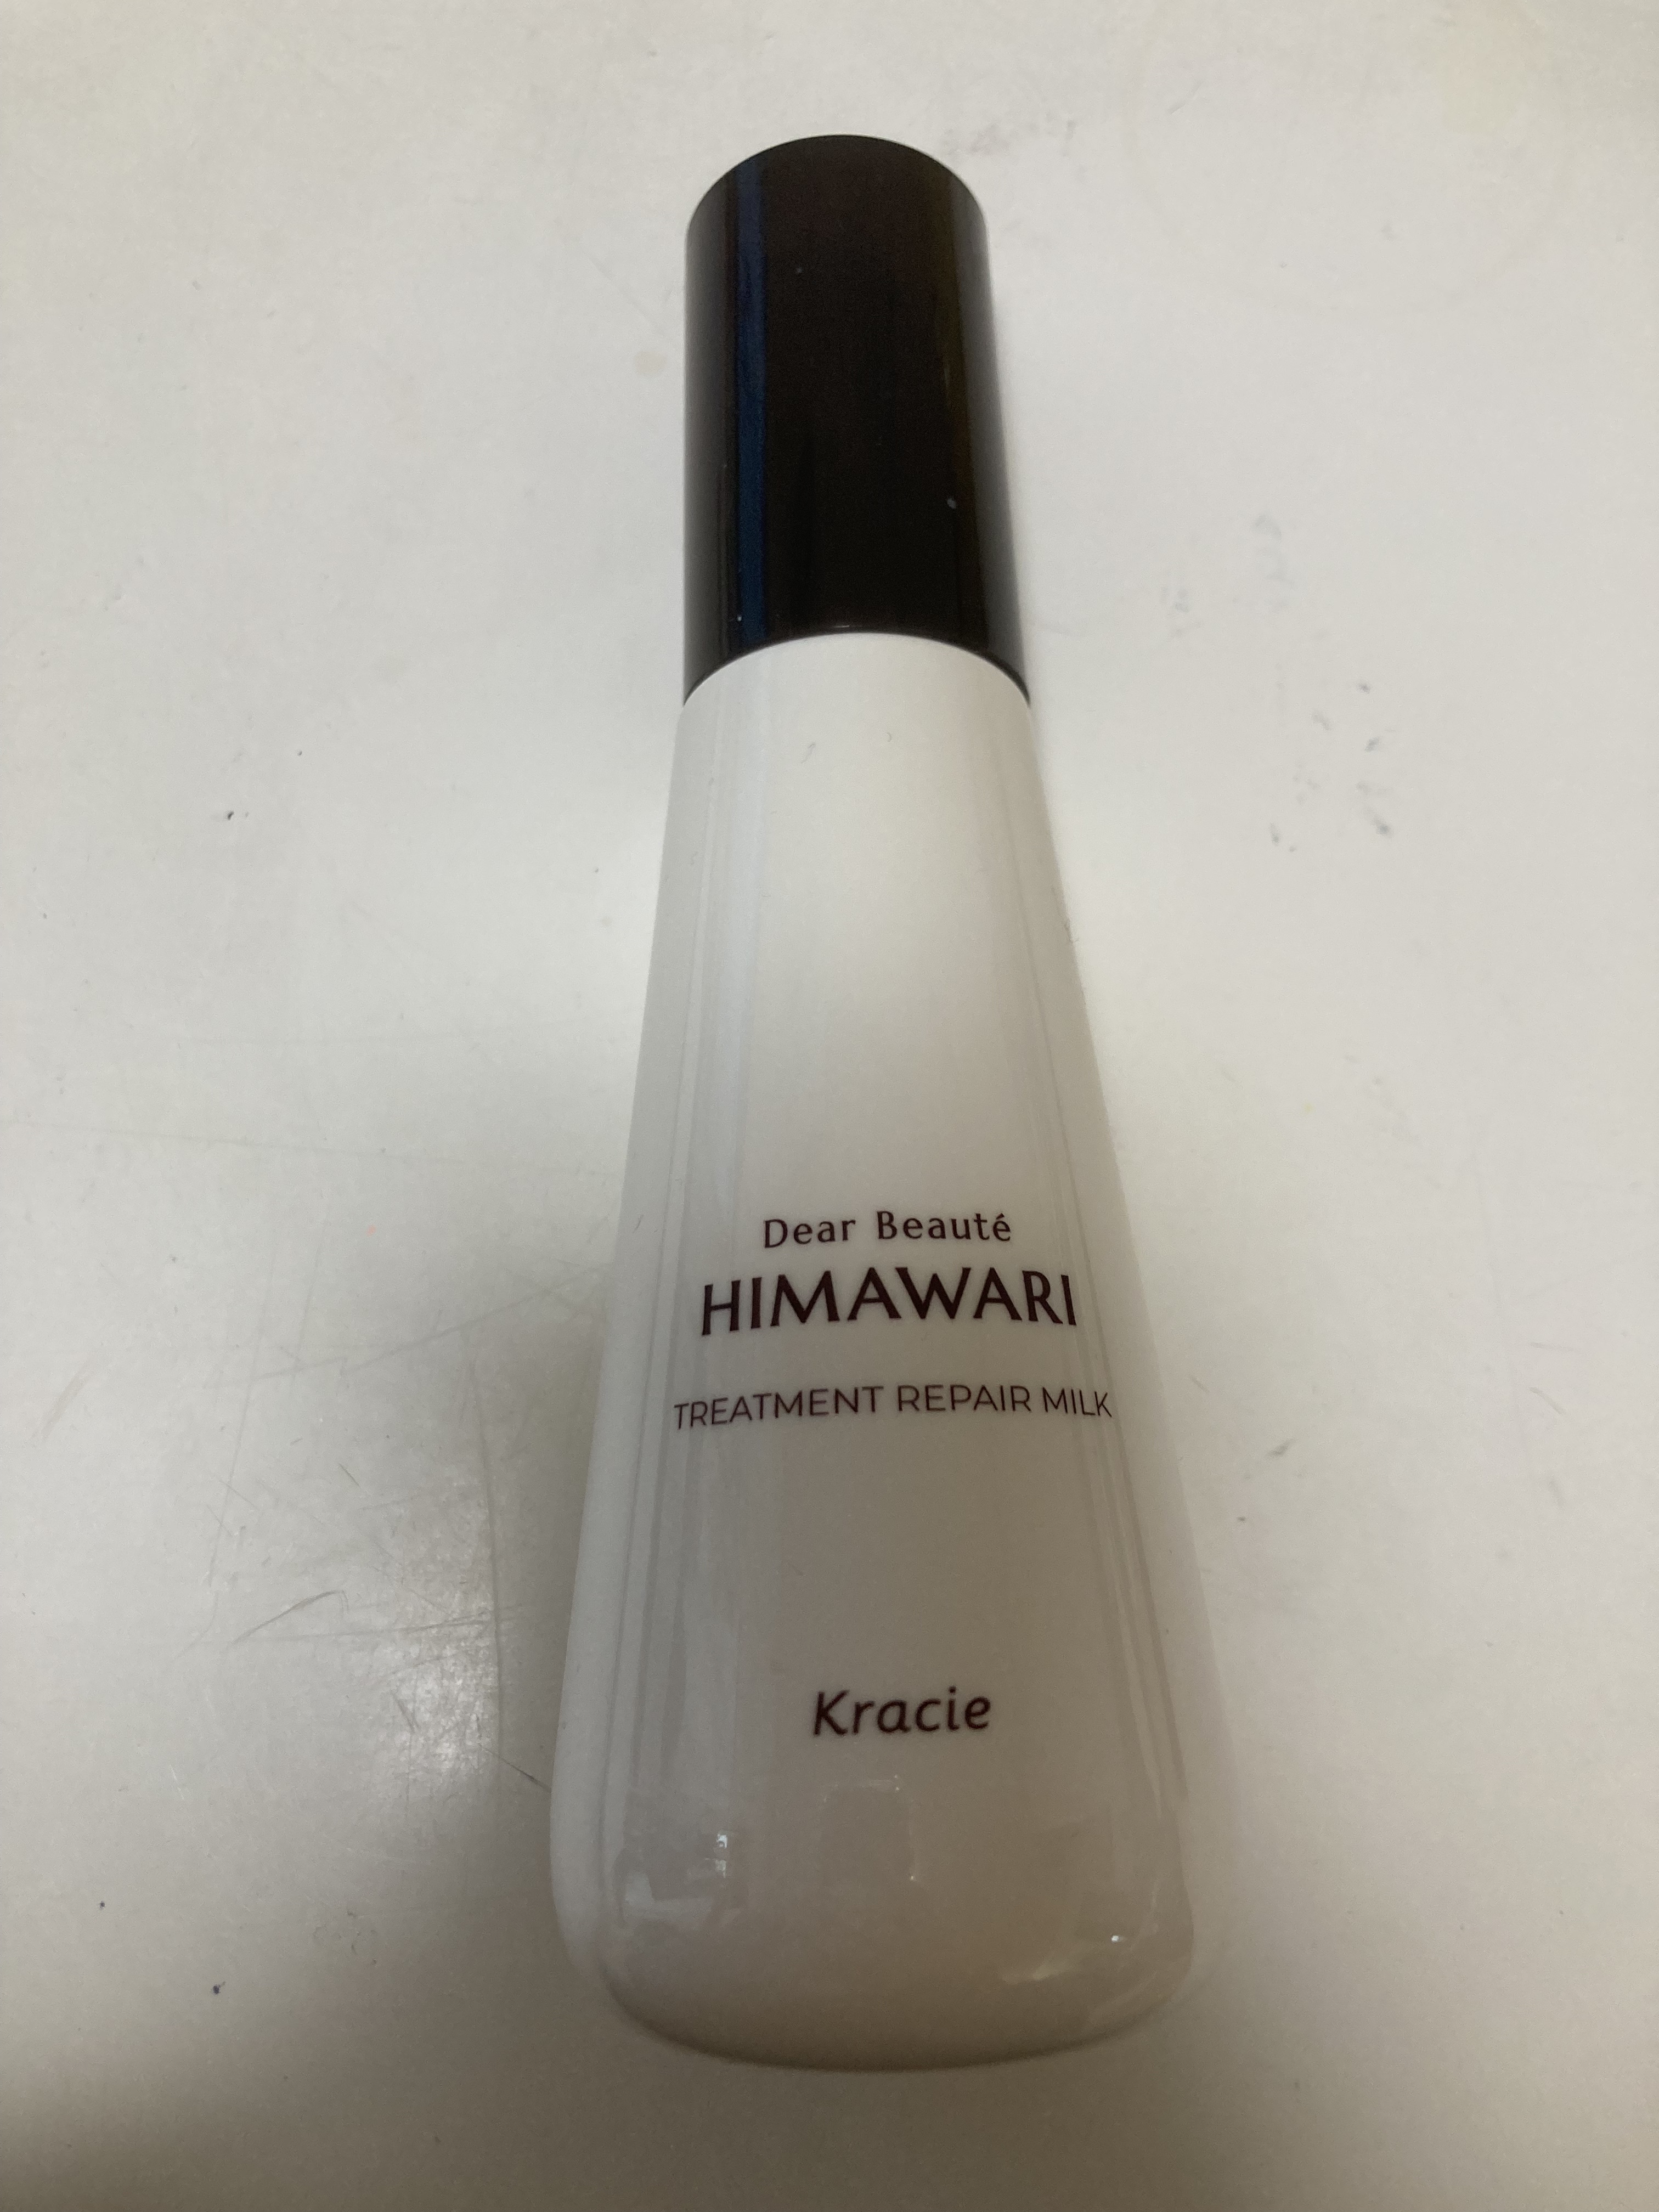 Dear Beauté
HIMAWARI
TREATMENT REPAIR MILK
Kracie